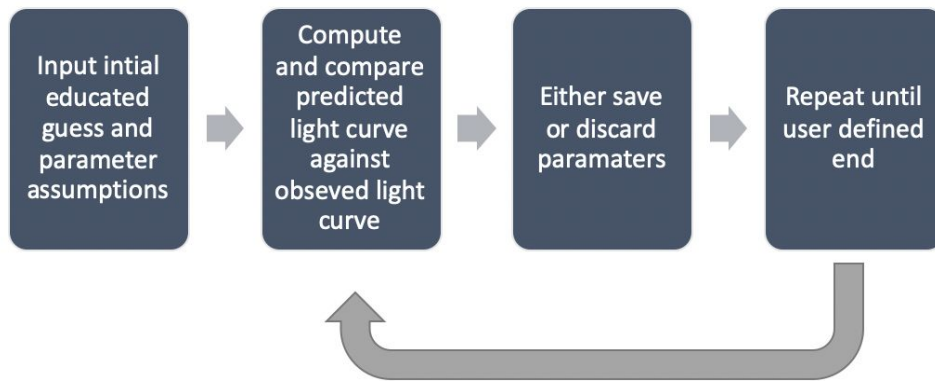 Input intial
educated
guess and
parameter
assumptions
Compute
and compare
predicted
light curve
against
obseved light
curve
Either save
or discard
paramaters
Repeat until
user defined
end